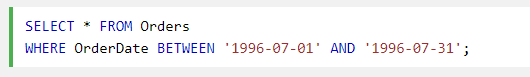 SELECT * FROM Orders
WHERE OrderDate BETWEEN '1996-07-01' AND '1996-07-31';